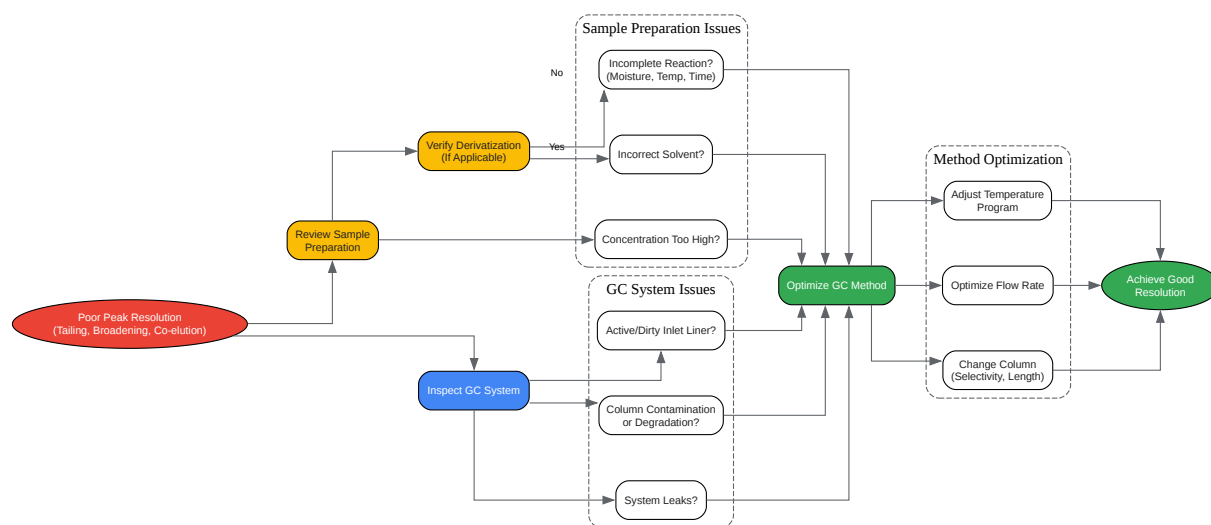 Sample Preparation Issues
No
Incomplete Reaction?
(Moisture, Temp, Time)
Verify Derivatization
(If Applicable)
Yes
Incorrect Solvent?
Method Optimization
Adjust Temperature
Program
Review Sample
Preparation
Concentration Too High?
GC System Issues
Optimize GC Method
Optimize Flow Rate
Achieve Good
Resolution
Poor Peak Resolution
(Tailing, Broadening, Co-elution)
Active/Dirty Inlet Liner?
Inspect GC System
Change Column
(Selectivity, Length)
Column Contamination
or Degradation?
System Leaks?